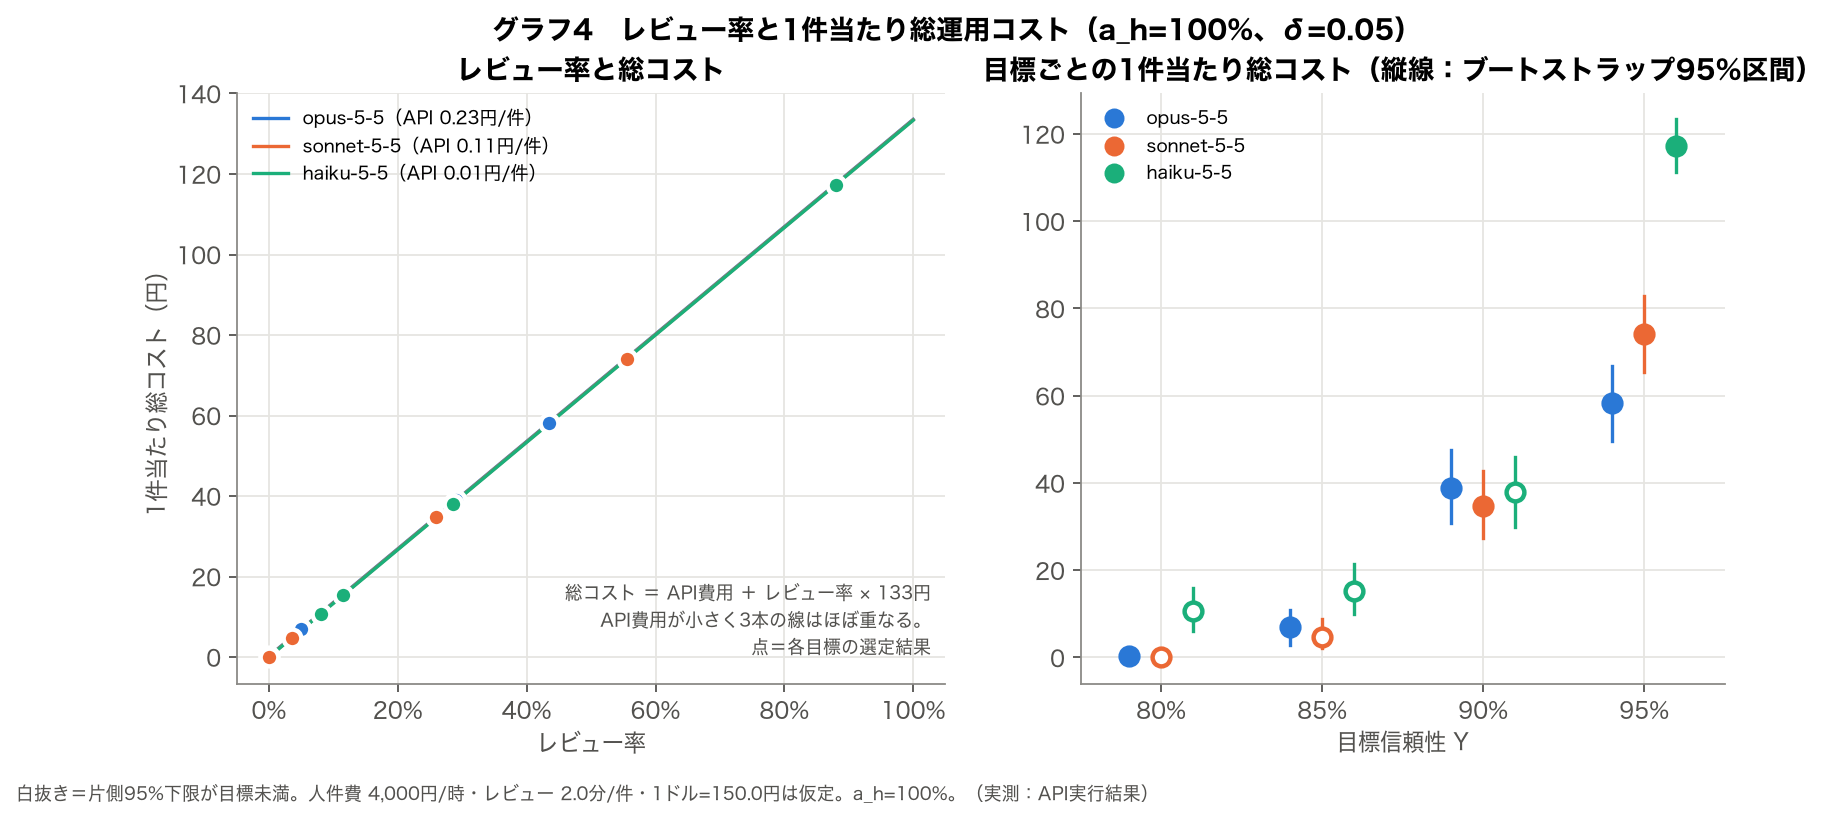 グラフ4　レビュー率と1件当たり総運用コスト（a_h=100%、δ=0.05）
レビュー率と総コスト
140
120
100
80
60
40
20
0
1件当たり総コスト（円）
opus-5-5（API 0.23円/件）
sonnet-5-5（API 0.11円/件）
haiku-5-5（API 0.01円/件）
総コスト ＝ API費用 ＋ レビュー率 × 133円
API費用が小さく3本の線はほぼ重なる。
点＝各目標の選定結果
0%
20%
40%
60%
80%
100%
レビュー率
目標ごとの1件当たり総コスト（縦線：ブートストラップ95%区間）
120
100
80
60
40
20
0
opus-5-5
sonnet-5-5
haiku-5-5
80%
85%
90%
95%
目標信頼性 Y
白抜き＝片側95%下限が目標未満。人件費 4,000円/時・レビュー 2.0分/件・1ドル=150.0円は仮定。a_h=100%。（実測：API実行結果）